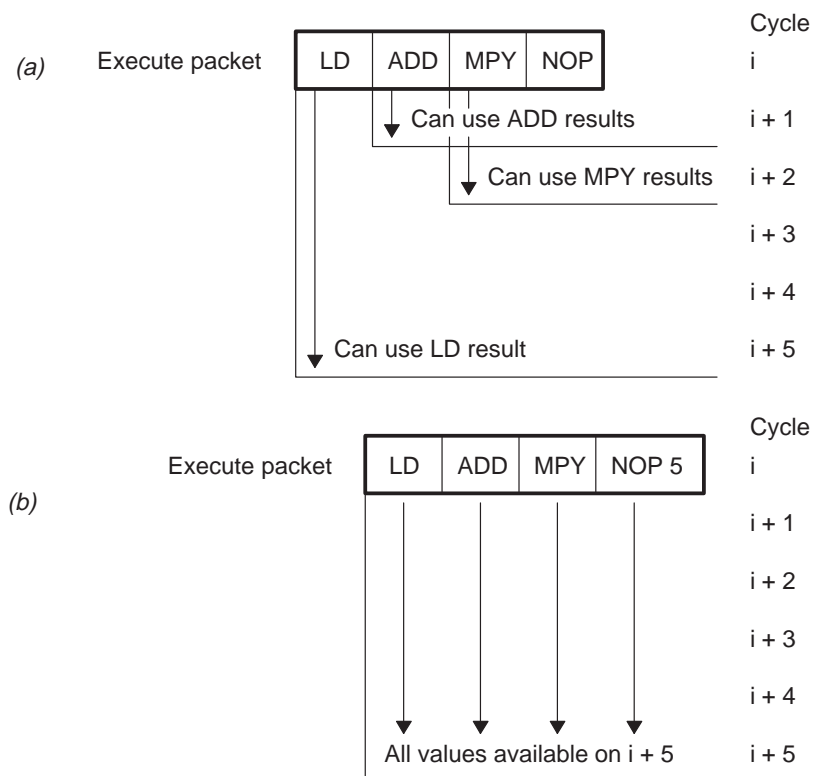 Cycle
(a) Execute packet LD ADD MPY NOP i
Can use ADD results i + 1
Can use MPY results i + 2
i + 3
i + 4
Can use LD result i + 5
Cycle
Execute packet LD ADD MPY NOP 5 i
(b)
i + 1
i + 2
i + 3
i + 4
All values available on i + 5 i + 5